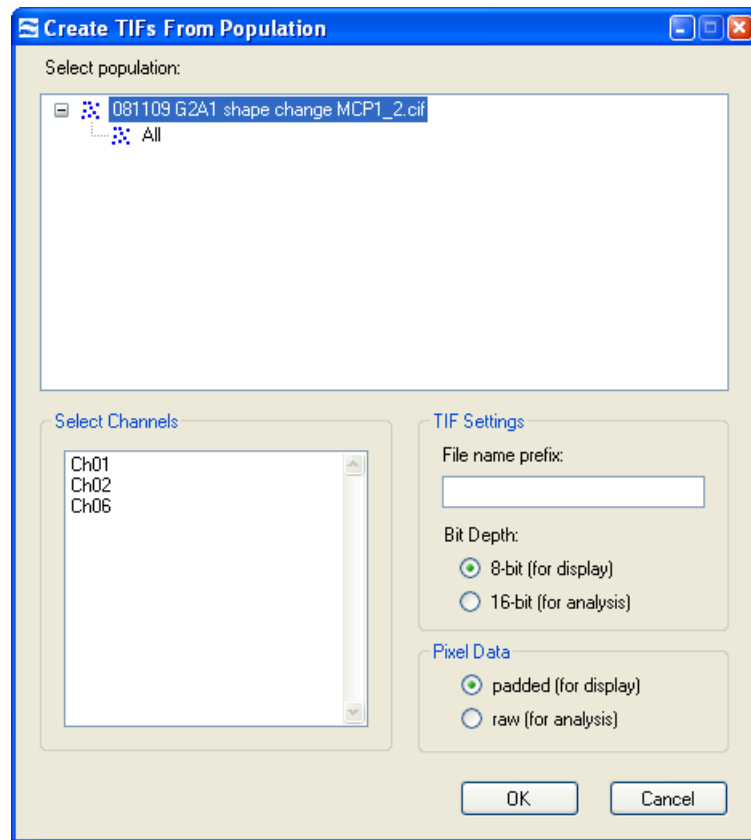 Create TIFs From Population
Select population:
081109 G2A1 shape change MCP1_2.cif
All
Select Channels
Ch01
Ch02
Ch06
TIF Settings
File name prefix:
Bit Depth:
8-bit (for display)
16-bit (for analysis)
Pixel Data
padded (for display)
raw (for analysis)
OK
Cancel